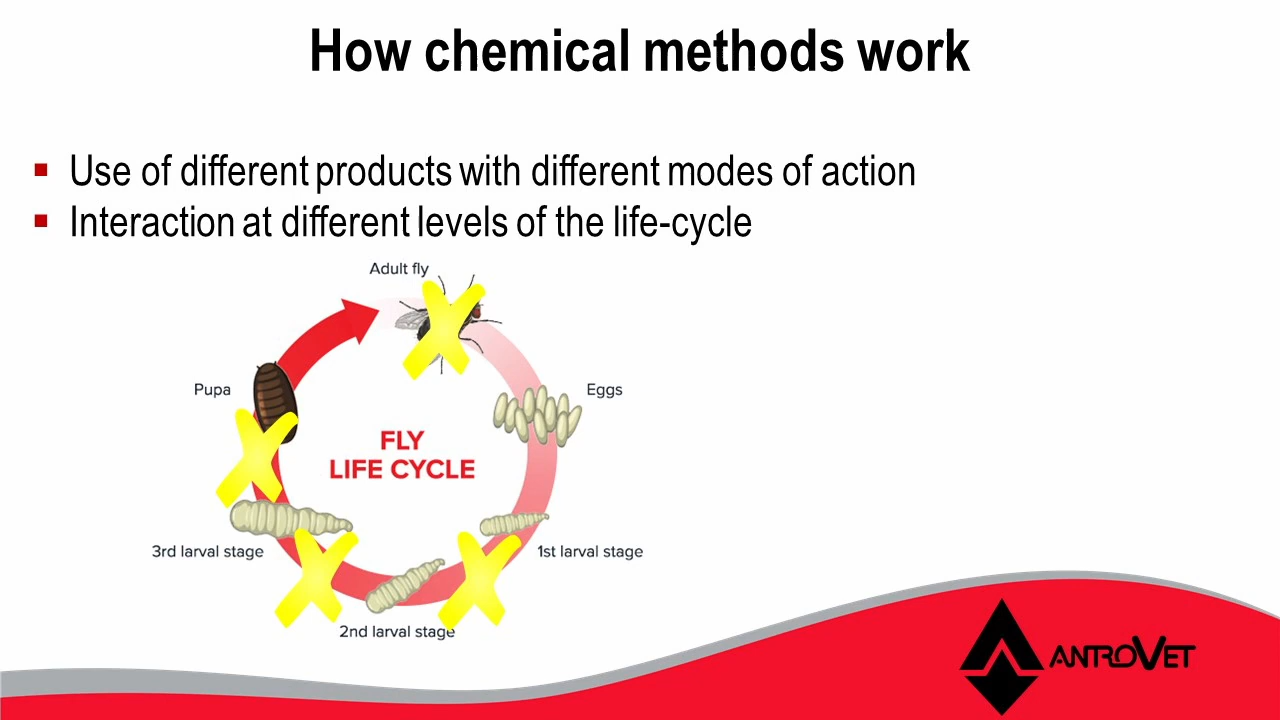 How chemical methods work
Use of different products with different modes of action
Interaction at different levels of the life-cycle
Adult fly
Pupa
Eggs
FLY
LIFE CYCLE
3rd larval stage
1st larval stage
2nd larval stage
ANTROVET